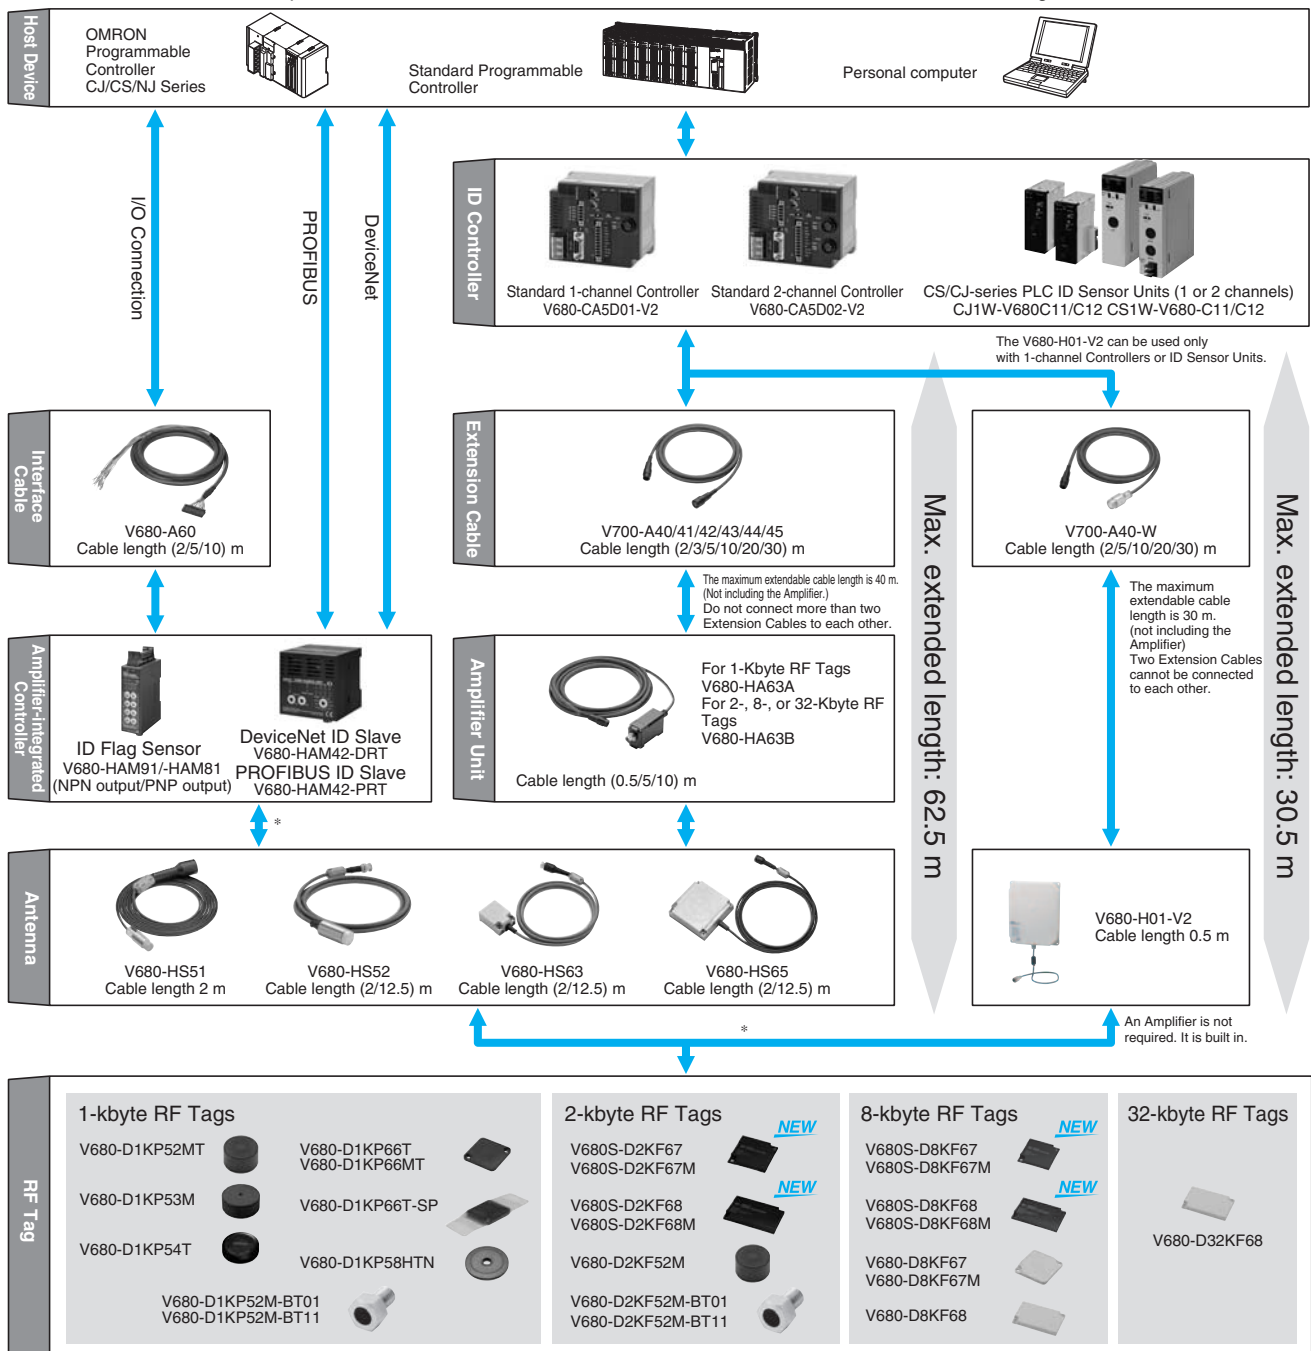 Host Device
OMRON
Programmable
Controller
CJ/CS/NJ Series
Standard Programmable
Controller
Personal computer
I/O Connection
PROFIBUS
DeviceNet
ID Controller
Standard 1-channel Controller
V680-CA5D01-V2
Standard 2-channel Controller
V680-CA5D02-V2
CS/CJ-series PLC ID Sensor Units (1 or 2 channels)
CJ1W-V680C11/C12 CS1W-V680-C11/C12
The V680-H01-V2 can be used only
with 1-channel Controllers or ID Sensor Units.
Interface
Cable
V680-A60
Cable length (2/5/10) m
Extension Cable
V700-A40/41/42/43/44/45
Cable length (2/3/5/10/20/30) m
V700-A40-W
Cable length (2/5/10/20/30) m
Max. extended length: 62.5 m
Max. extended length: 30.5 m
The maximum extendable cable length is 40 m.
(Not including the Amplifier.)
Do not connect more than two
Extension Cables to each other.
The maximum
extendable cable
length is 30 m.
(not including the
Amplifier)
Two Extension Cables
cannot be connected
to each other.
Amplifier-integrated
Controller
ID Flag Sensor
V680-HAM91/-HAM81
(NPN output/PNP output)
DeviceNet ID Slave
V680-HAM42-DRT
PROFIBUS ID Slave
V680-HAM42-PRT
Amplifier Unit
For 1-Kbyte RF Tags
V680-HA63A
For 2-, 8-, or 32-Kbyte RF
Tags
V680-HA63B
Cable length (0.5/5/10) m
*
Antenna
V680-HS51
Cable length 2 m
V680-HS52
Cable length (2/12.5) m
V680-HS63
Cable length (2/12.5) m
V680-HS65
Cable length (2/12.5) m
V680-H01-V2
Cable length 0.5 m
*
An Amplifier is not
required. It is built in.
RF Tag
1-kbyte RF Tags
V680-D1KP52MT
V680-D1KP53M
V680-D1KP54T
V680-D1KP66T
V680-D1KP66MT
V680-D1KP66T-SP
V680-D1KP58HTN
V680-D1KP52M-BT01
V680-D1KP52M-BT11
2-kbyte RF Tags
NEW
V680S-D2KF67
V680S-D2KF67M
NEW
V680S-D2KF68
V680S-D2KF68M
V680-D2KF52M
V680-D2KF52M-BT01
V680-D2KF52M-BT11
8-kbyte RF Tags
NEW
V680S-D8KF67
V680S-D8KF67M
NEW
V680S-D8KF68
V680S-D8KF68M
V680-D8KF67
V680-D8KF67M
V680-D8KF68
32-kbyte RF Tags
V680-D32KF68